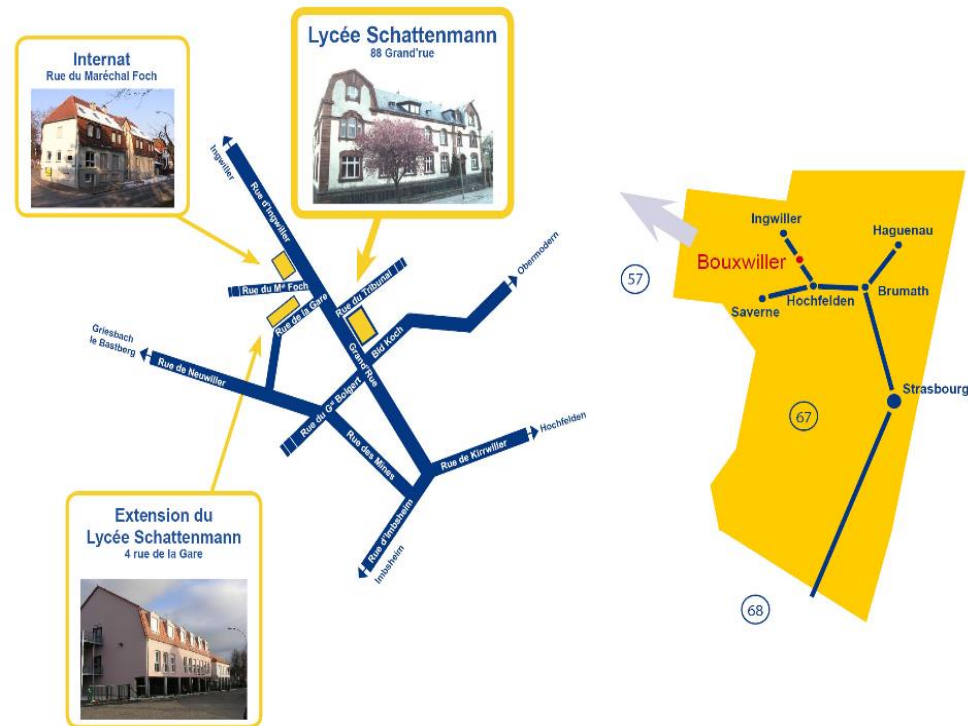 Internat
Rue du Maréchal Foch
Lycée Schattenmann
88 Grand'rue
Ingwiller
Rue d'Ingwiller
Rue du Mal Foch
Rue de la Gare
Rue du Tribunal
Obermodern
Bld Koch
Grand'Rue
Griesbach
le Bastberg
Rue de Neuwiller
Rue du Gal Bolgert
Rue des Mines
Rue de Kirrwiller
Hochfelden
Rue d'Imbsheim
Imbsheim
Extension du
Lycée Schattenmann
4 rue de la Gare
57
Ingwiller
Haguenau
Bouxwiller
Saverne
Hochfelden
Brumath
Strasbourg
67
68